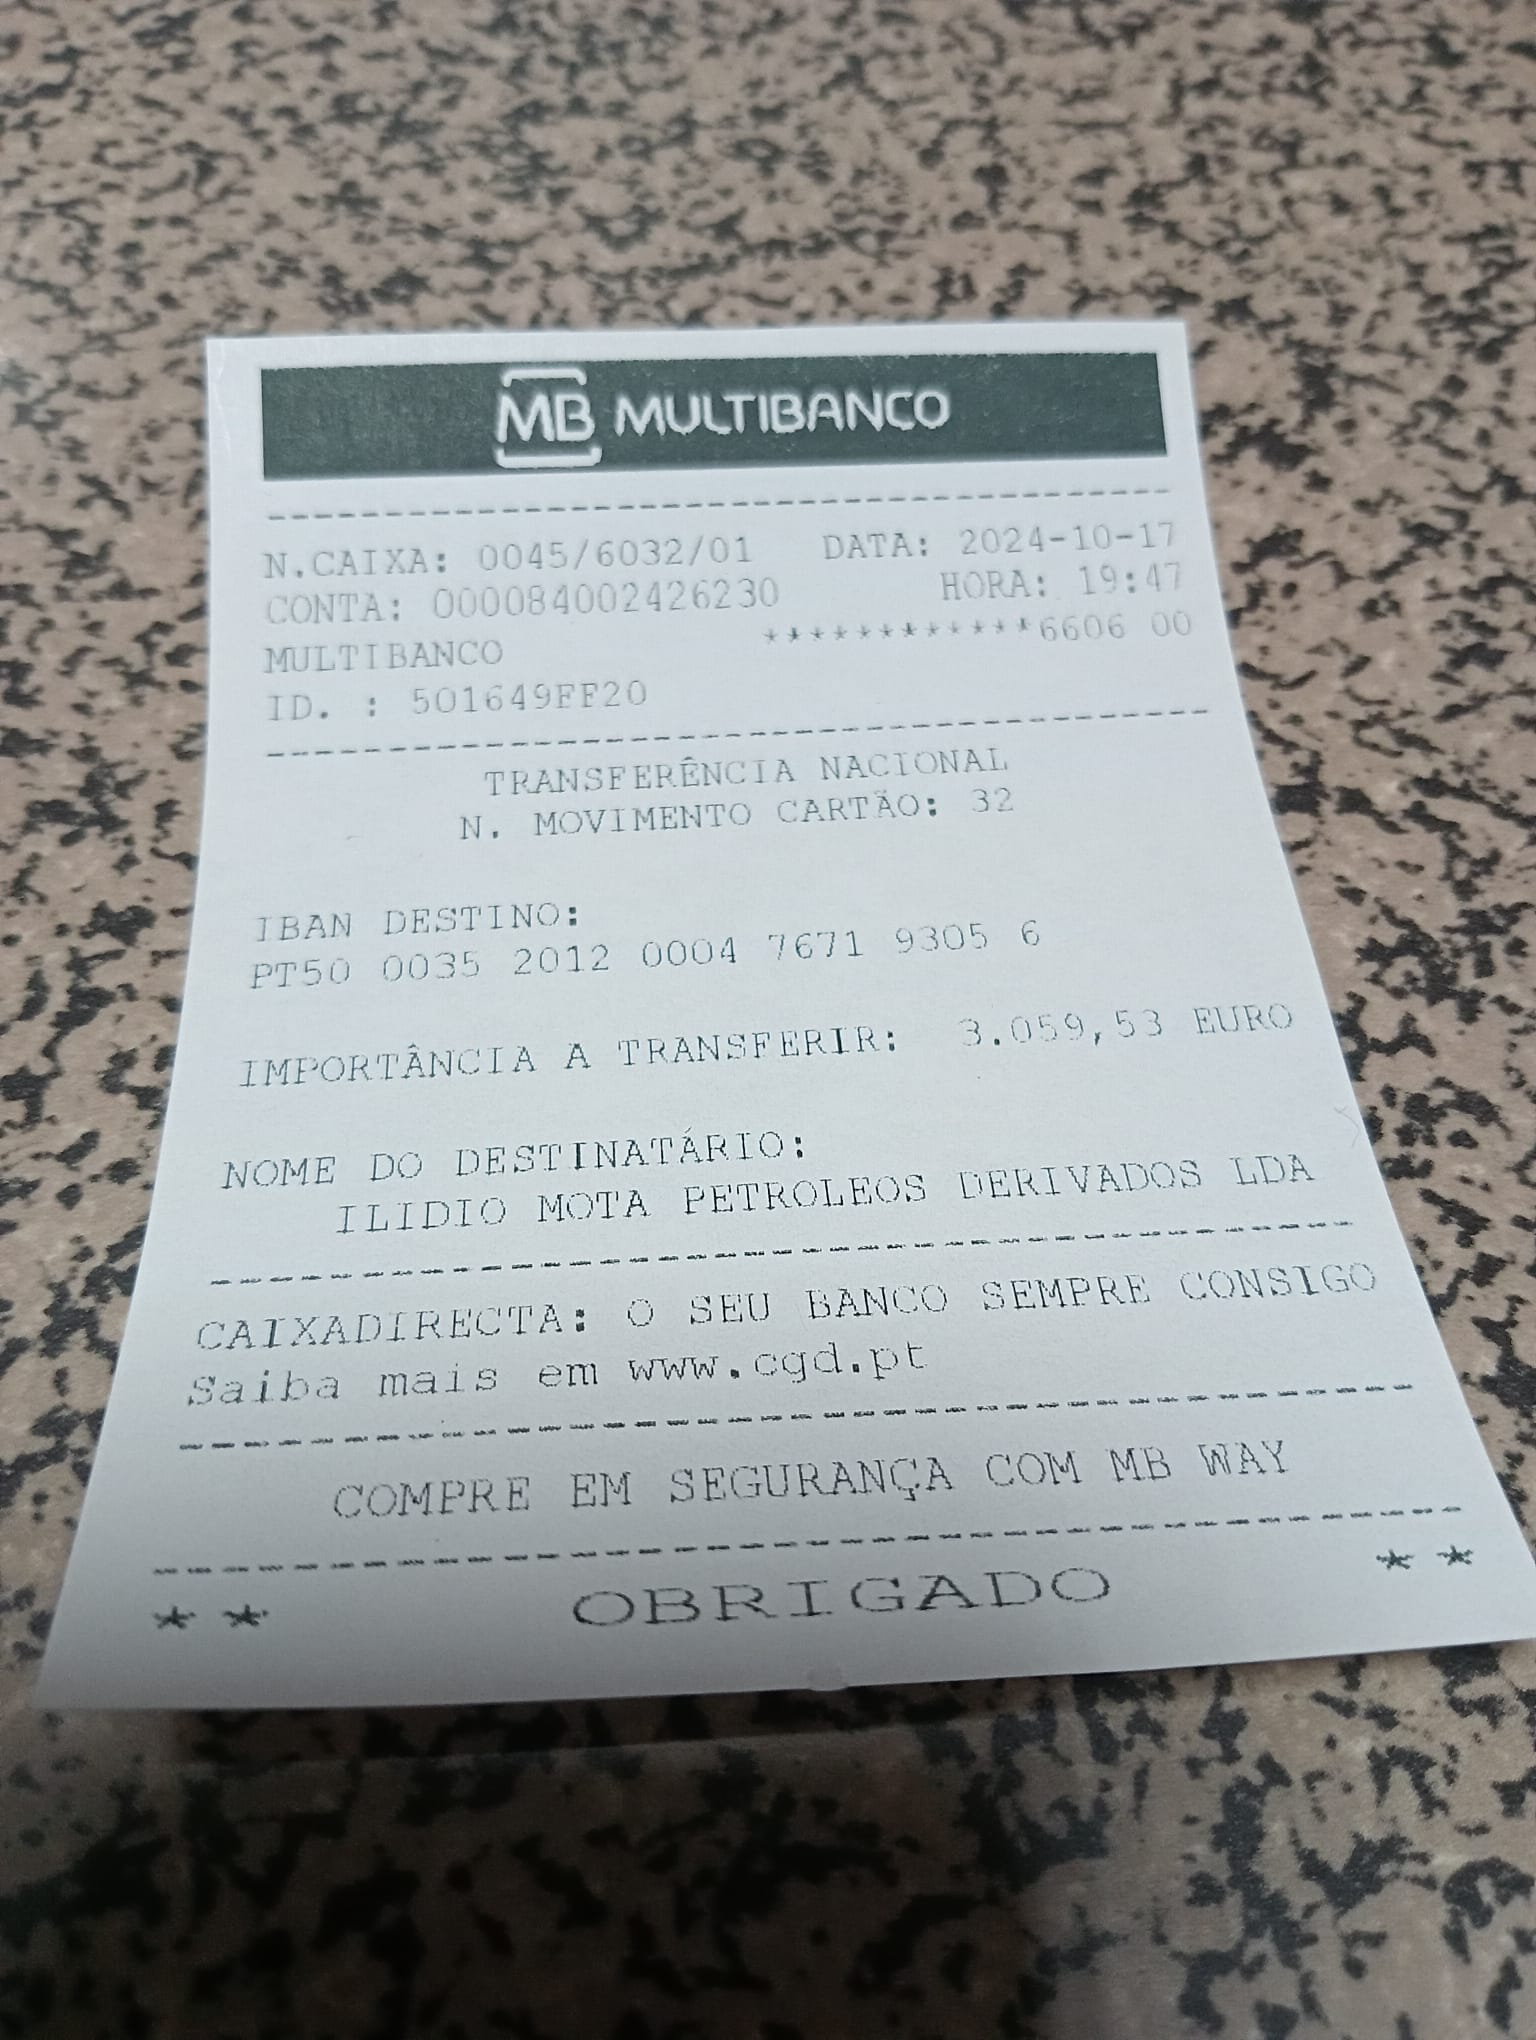 MB MULTIBANCO
N.CAIXA: 0045/6032/01 DATA: 2024-10-17
CONTA: 000084002426230 HORA: 19:47
MULTIBANCO ************6606 00
ID. : 501649FF20
TRANSFERÊNCIA NACIONAL
N. MOVIMENTO CARTÃO: 32
IBAN DESTINO:
PT50 0035 2012 0004 7671 9305 6
IMPORTÂNCIA A TRANSFERIR: 3.059,53 EURO
NOME DO DESTINATÁRIO:
ILIDIO MOTA PETROLEOS DERIVADOS LDA
CAIXADIRECTA: O SEU BANCO SEMPRE CONSIGO
Saiba mais em www.cgd.pt
COMPRE EM SEGURANÇA COM MB WAY
** OBRIGADO **